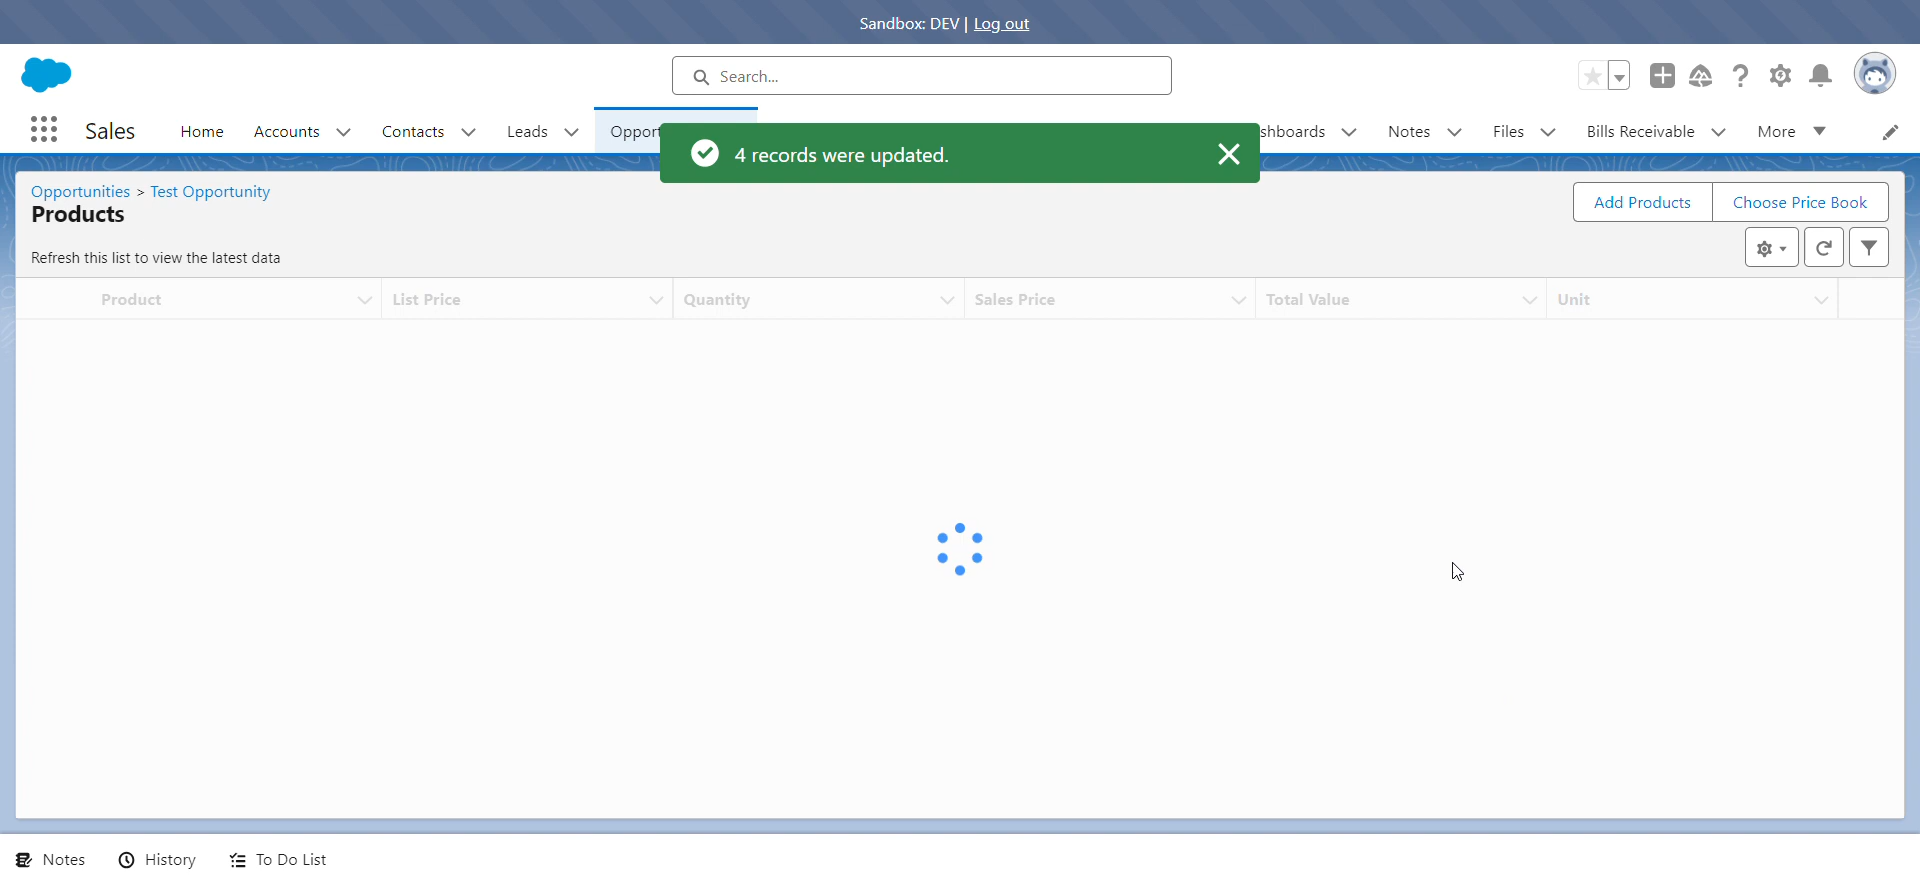 Sandbox: DEV | Log out
Search...
Sales Home Accounts Contacts Leads Opport shboards Notes Files Bills Receivable More
4 records were updated.
Opportunities > Test Opportunity
Products
Add Products Choose Price Book
Refresh this list to view the latest data
Product List Price Quantity Sales Price Total Value Unit
Notes History To Do List